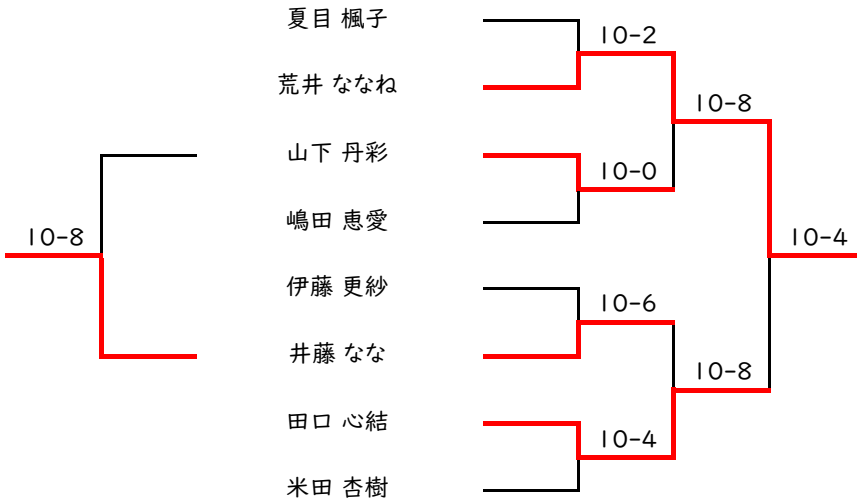 夏目 楓子
10-2
荒井 ななね
10-8
山下 丹彩
10-0
嶋田 恵愛
10-8
10-4
伊藤 更紗
10-6
井藤 なな
10-8
田口 心結
10-4
米田 杏樹